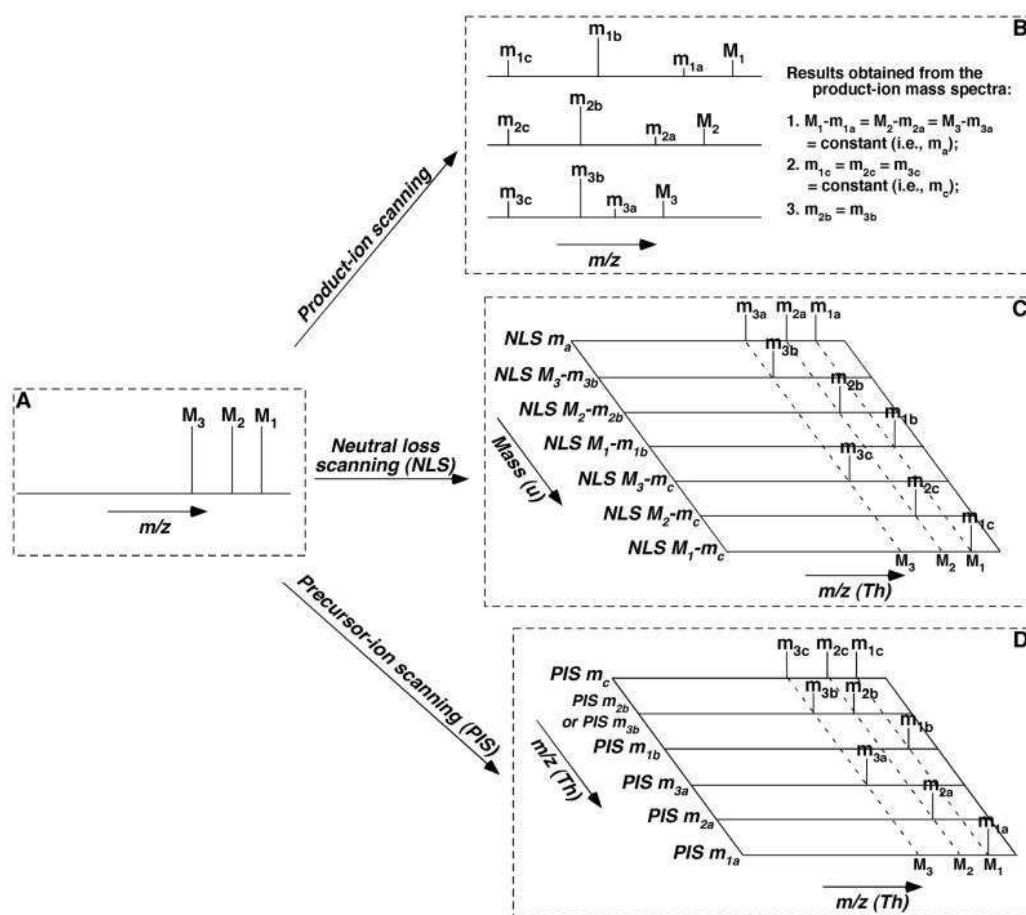 B
m1c
m1b
m1a
M1
m2c
m2b
m2a
M2
m3c
m3b
m3a
M3
m/z
Results obtained from the
product-ion mass spectra:
1. M1-m1a = M2-m2a = M3-m3a
= constant (i.e., ma);
2. m1c = m2c = m3c
= constant (i.e., mc);
3. m2b = m3b
Product-ion scanning
A
M3 M2 M1
m/z
Neutral loss
scanning (NLS)
Precursor-ion scanning (PIS)
C
m3a m2a m1a
NLS ma
m3b
NLS M3-m3b
m2b
NLS M2-m2b
m1b
NLS M1-m1b
m3c
NLS M3-mc
m2c
NLS M2-mc
m1c
NLS M1-mc
M3 M2 M1
Mass (u)
m/z (Th)
D
m3c m2c m1c
PIS mc
m3b m2b
PIS m2b
or PIS m3b
m1b
PIS m1b
m3a
PIS m3a
m2a
PIS m2a
m1a
PIS m1a
M3 M2 M1
m/z (Th)
m/z (Th)